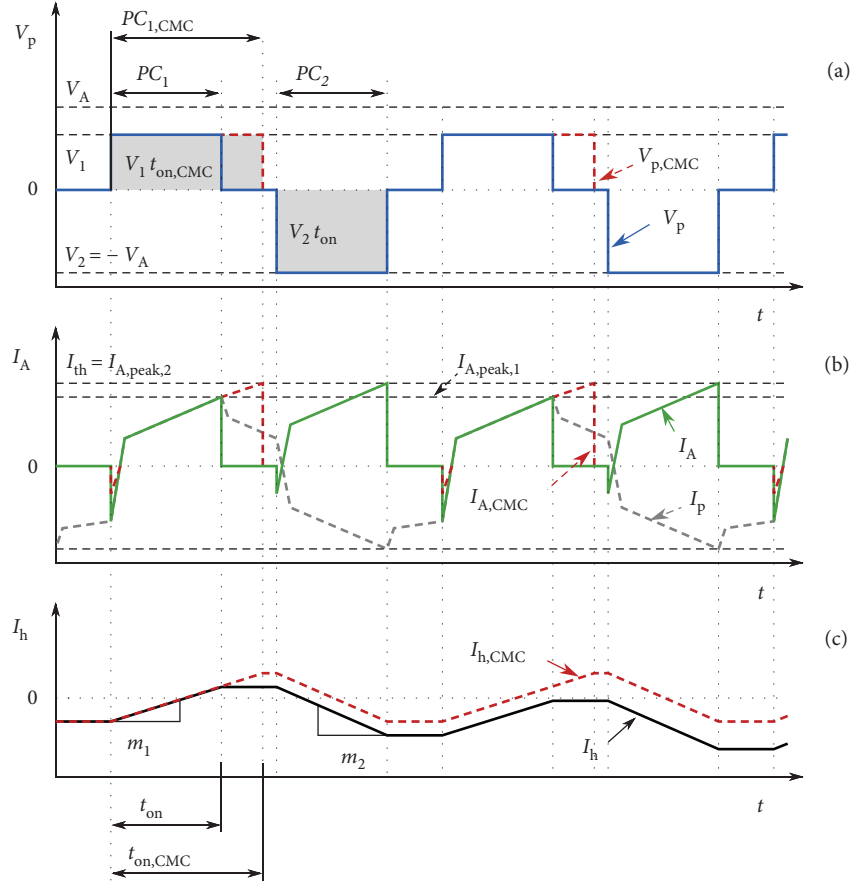 V_p
PC_1,CMC
PC_1
PC_2
(a)
V_A
V_1
V_1 t_on,CMC
V_p,CMC
0
V_2 t_on
V_p
V_2 = − V_A
t
I_A
I_th = I_A,peak,2
I_A,peak,1
(b)
I_A
0
I_A,CMC
I_p
t
I_h
I_h,CMC
(c)
0
m_1
m_2
I_h
t
t_on
t_on,CMC